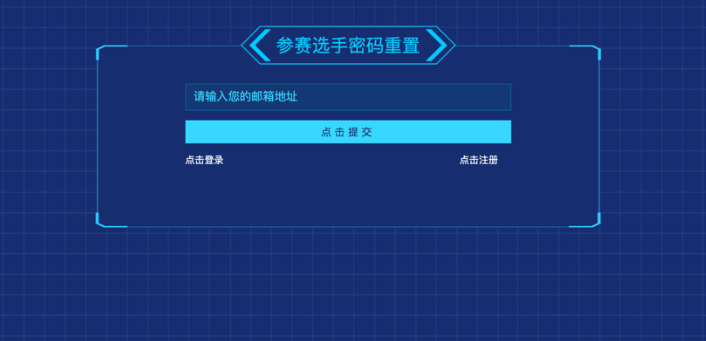 参赛选手密码重置
请输入您的邮箱地址
点击提交
点击登录 点击注册